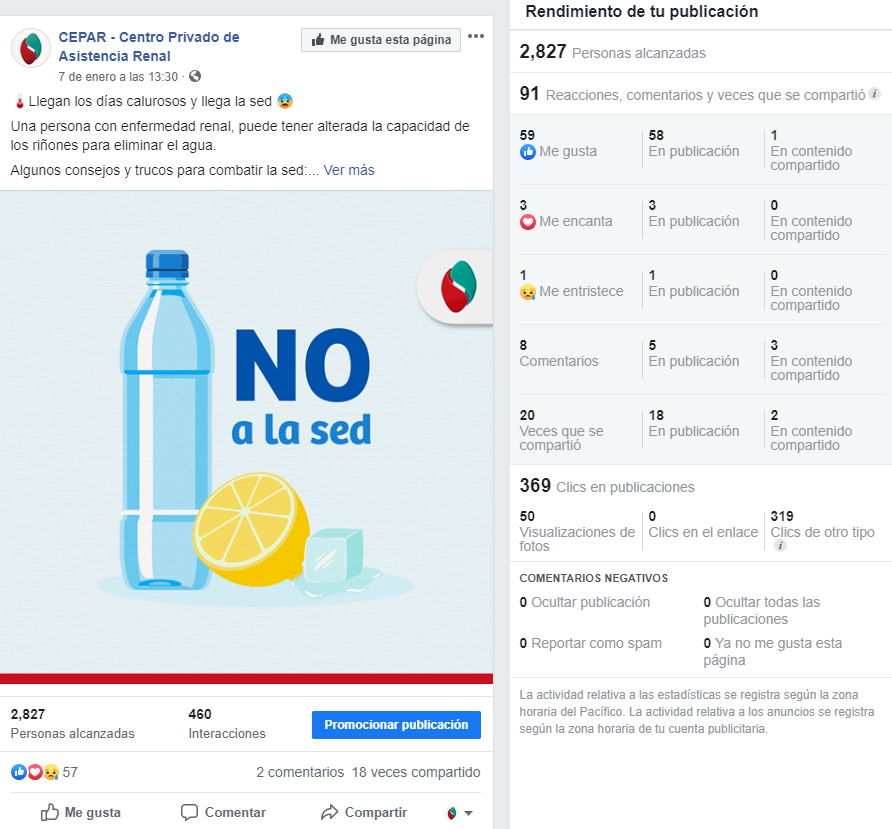 CEPAR - Centro Privado de
Asistencia Renal
7 de enero a las 13:30 ·
Me gusta esta página
Llegan los días calurosos y llega la sed
Una persona con enfermedad renal, puede tener alterada la capacidad de
los riñones para eliminar el agua.
Algunos consejos y trucos para combatir la sed:... Ver más
NO
a la sed
2,827
Personas alcanzadas
460
Interacciones
Promocionar publicación
57
2 comentarios 18 veces compartido
Me gusta
Comentar
Compartir
Rendimiento de tu publicación
2,827 Personas alcanzadas
91 Reacciones, comentarios y veces que se compartió
59
Me gusta
58
En publicación
1
En contenido
compartido
3
Me encanta
3
En publicación
0
En contenido
compartido
1
Me entristece
1
En publicación
0
En contenido
compartido
8
Comentarios
5
En publicación
3
En contenido
compartido
20
Veces que se
compartió
18
En publicación
2
En contenido
compartido
369 Clics en publicaciones
50
Visualizaciones de
fotos
0
Clics en el enlace
319
Clics de otro tipo
COMENTARIOS NEGATIVOS
0 Ocultar publicación
0 Ocultar todas las
publicaciones
0 Reportar como spam
0 Ya no me gusta esta
página
La actividad relativa a las estadísticas se registra según la zona
horaria del Pacífico. La actividad relativa a los anuncios se registra
según la zona horaria de tu cuenta publicitaria.